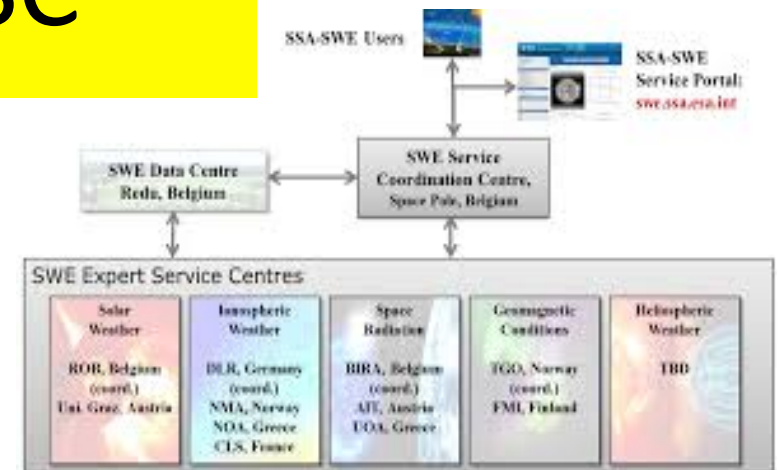 SC
SSA-SWE Users
SSA-SWE
Service Portal:
swe.ssa.esa.int
SWE Data Centre
Redu, Belgium
SWE Service
Coordination Centre,
Space Pole, Belgium
SWE Expert Service Centres
Solar
Weather
ROB, Belgium
(coord.)
Uni. Graz, Austria
Ionospheric
Weather
DLR, Germany
(coord.)
NMA, Norway
NOA, Greece
CLS, France
Space
Radiation
BIRA, Belgium
(coord.)
AIT, Austria
UOA, Greece
Geomagnetic
Conditions
TGO, Norway
(coord.)
FMI, Finland
Heliospheric
Weather
TBD